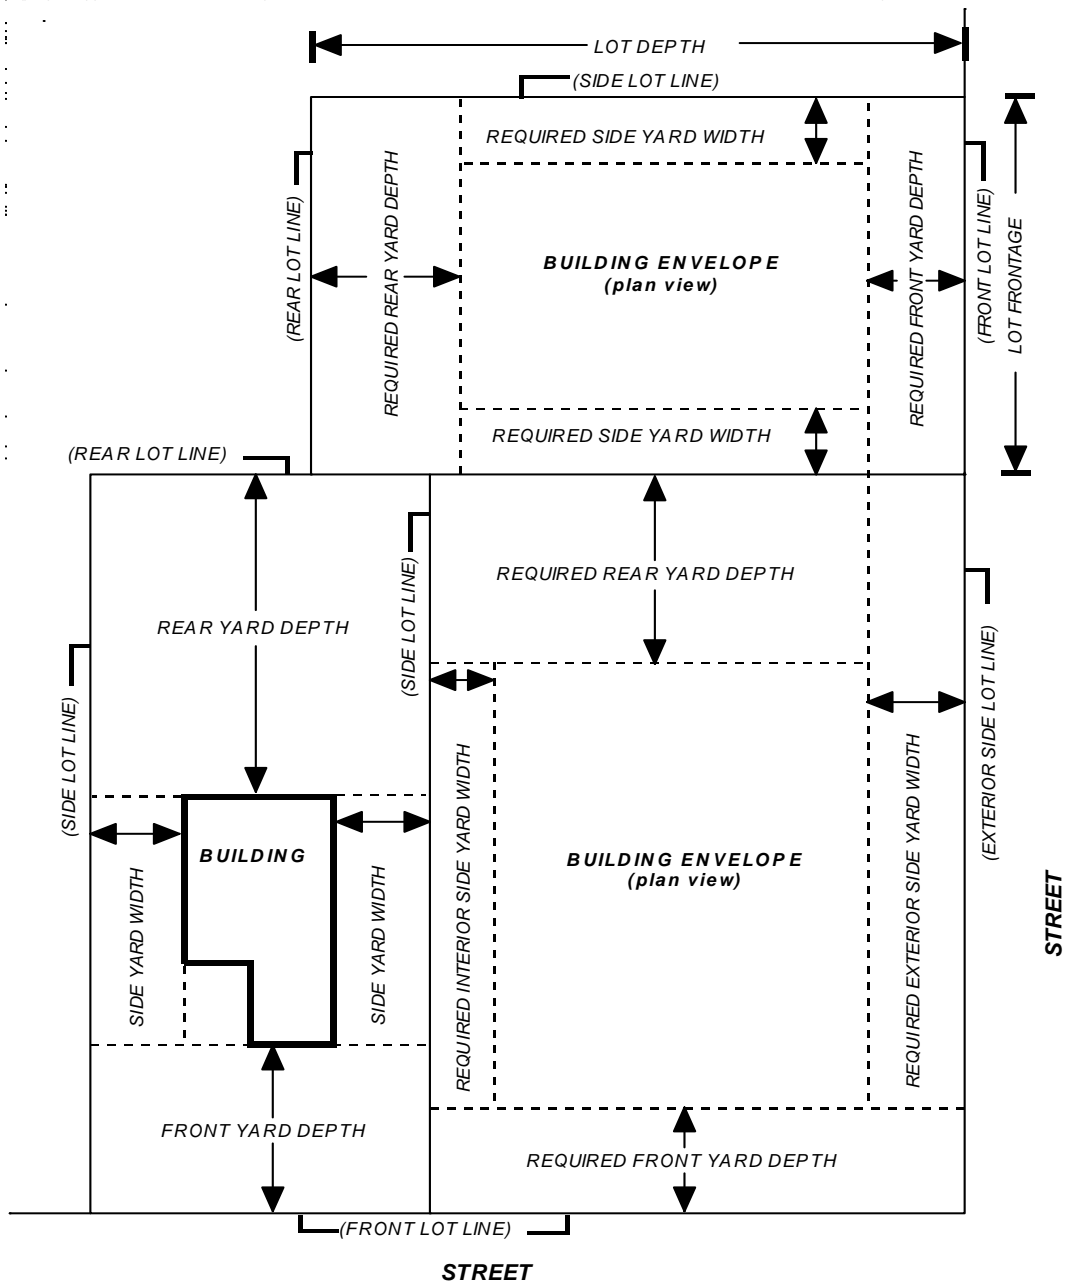 LOT DEPTH
(SIDE LOT LINE)
REQUIRED SIDE YARD WIDTH
(REAR LOT LINE)
REQUIRED REAR YARD DEPTH
BUILDING ENVELOPE
(plan view)
REQUIRED FRONT YARD DEPTH
(FRONT LOT LINE)
LOT FRONTAGE
REQUIRED SIDE YARD WIDTH
(REAR LOT LINE)
REAR YARD DEPTH
(SIDE LOT LINE)
(SIDE LOT LINE)
REQUIRED REAR YARD DEPTH
(EXTERIOR SIDE LOT LINE)
BUILDING
SIDE YARD WIDTH
SIDE YARD WIDTH
REQUIRED INTERIOR SIDE YARD WIDTH
BUILDING ENVELOPE
(plan view)
REQUIRED EXTERIOR SIDE YARD WIDTH
STREET
FRONT YARD DEPTH
REQUIRED FRONT YARD DEPTH
(FRONT LOT LINE)
STREET